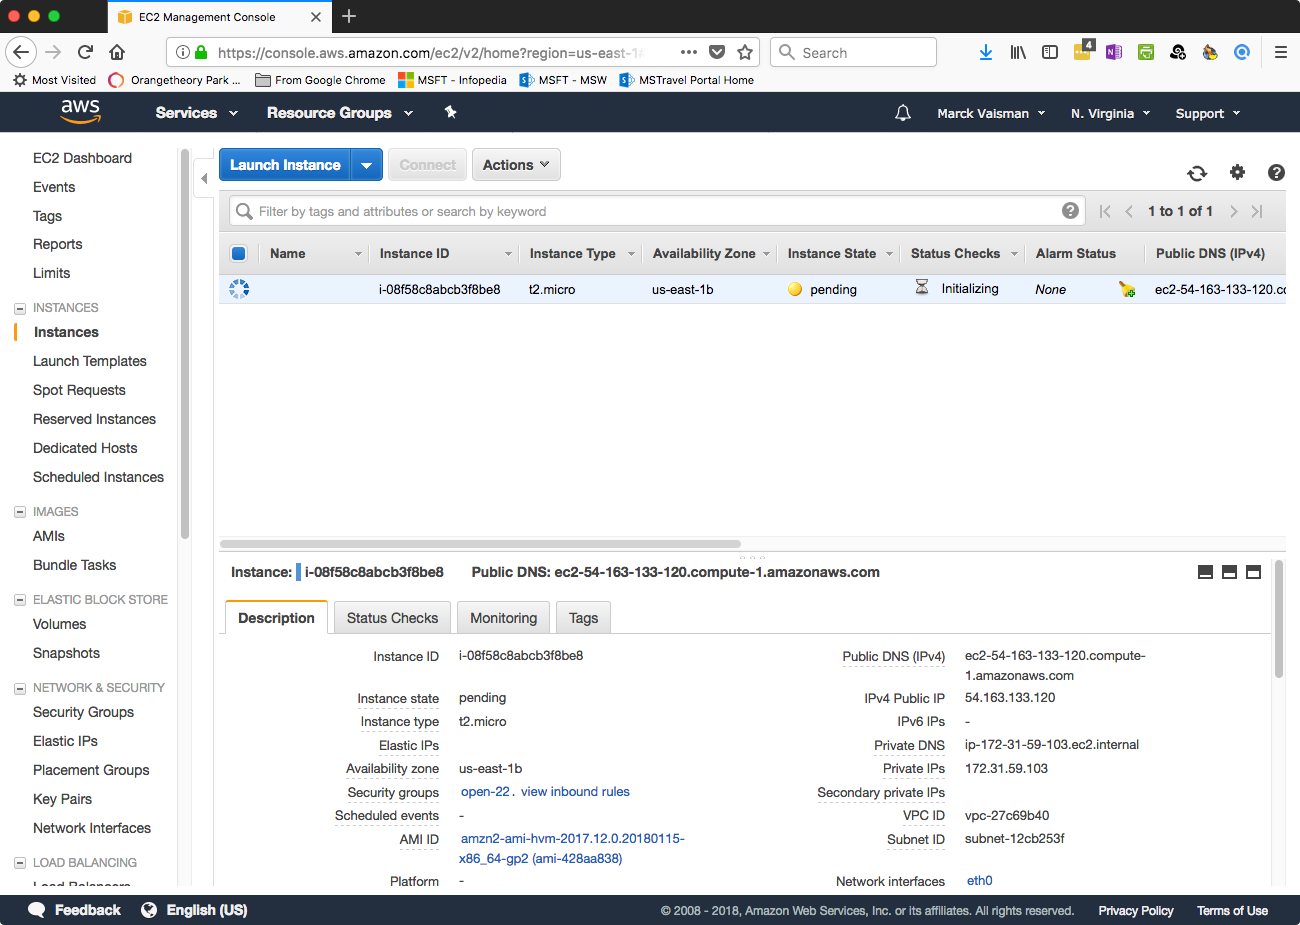 EC2 Management Console
https://console.aws.amazon.com/ec2/v2/home?region=us-east-1
Search
4
Most Visited
Orangetheory Park ...
From Google Chrome
MSFT - Infopedia
MSFT - MSW
MSTravel Portal Home
aws
Services
Resource Groups
Marck Vaisman
N. Virginia
Support
EC2 Dashboard
Events
Tags
Reports
Limits
INSTANCES
Instances
Launch Templates
Spot Requests
Reserved Instances
Dedicated Hosts
Scheduled Instances
IMAGES
AMIs
Bundle Tasks
ELASTIC BLOCK STORE
Volumes
Snapshots
NETWORK & SECURITY
Security Groups
Elastic IPs
Placement Groups
Key Pairs
Network Interfaces
LOAD BALANCING
Load Balancers
Launch Instance
Connect
Actions
Filter by tags and attributes or search by keyword
1 to 1 of 1
Name Instance ID Instance Type Availability Zone Instance State Status Checks Alarm Status Public DNS (IPv4)
i-08f58c8abcb3f8be8 t2.micro us-east-1b pending Initializing None ec2-54-163-133-120.cc
Instance: i-08f58c8abcb3f8be8 Public DNS: ec2-54-163-133-120.compute-1.amazonaws.com
Description
Status Checks
Monitoring
Tags
Instance ID i-08f58c8abcb3f8be8
Instance state pending
Instance type t2.micro
Elastic IPs
Availability zone us-east-1b
Security groups open-22. view inbound rules
Scheduled events -
AMI ID amzn2-ami-hvm-2017.12.0.20180115-
x86_64-gp2 (ami-428aa838)
Platform -
Public DNS (IPv4) ec2-54-163-133-120.compute-
1.amazonaws.com
IPv4 Public IP 54.163.133.120
IPv6 IPs -
Private DNS ip-172-31-59-103.ec2.internal
Private IPs 172.31.59.103
Secondary private IPs
VPC ID vpc-27c69b40
Subnet ID subnet-12cb253f
Network interfaces eth0
Feedback
English (US)
© 2008 - 2018, Amazon Web Services, Inc. or its affiliates. All rights reserved.
Privacy Policy
Terms of Use